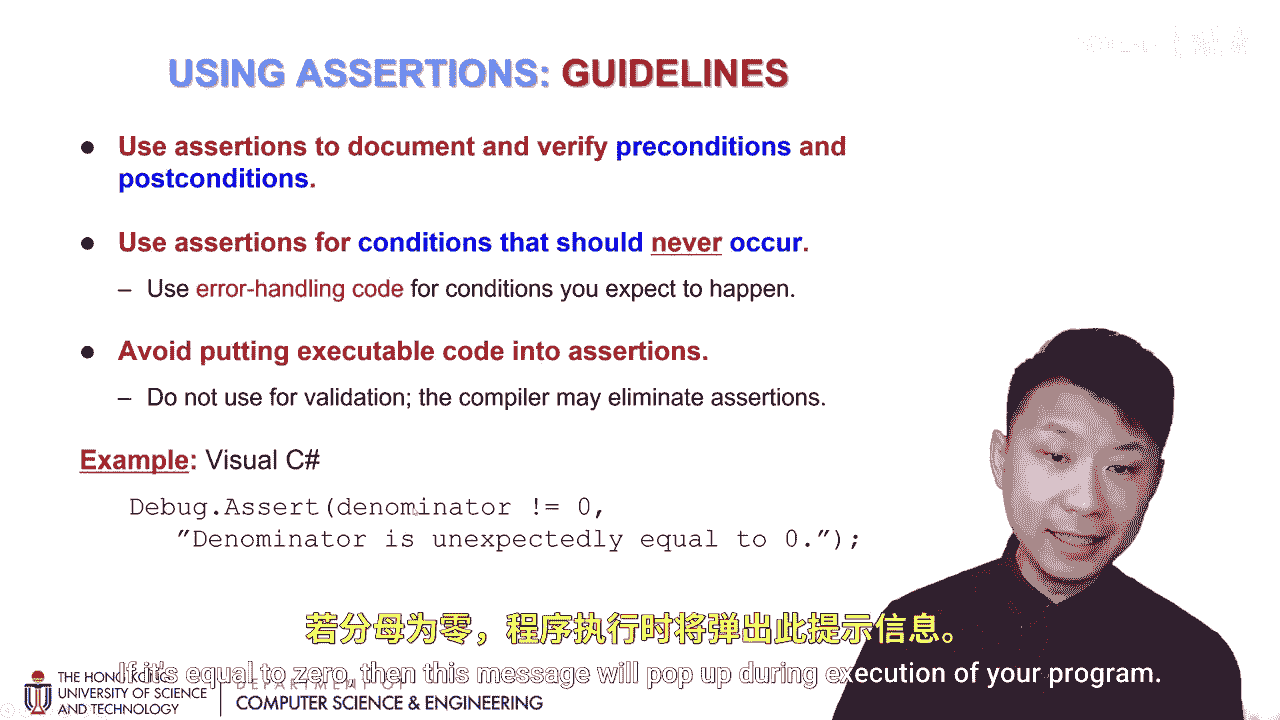 USING ASSERTIONS: GUIDELINES
● Use assertions to document and verify preconditions and
postconditions.
● Use assertions for conditions that should never occur.
– Use error-handling code for conditions you expect to happen.
● Avoid putting executable code into assertions.
– Do not use for validation; the compiler may eliminate assertions.
Example: Visual C#
Debug.Assert(denominator != 0,
”Denominator is unexpectedly equal to 0.”);
若分母为零，程序执行时将弹出此提示信息。
If it's equal to zero, then this message will pop up during execution of your program.
THE HONG KONG
UNIVERSITY OF SCIENCE
AND TECHNOLOGY
DEPARTMENT OF
COMPUTER SCIENCE & ENGINEERING